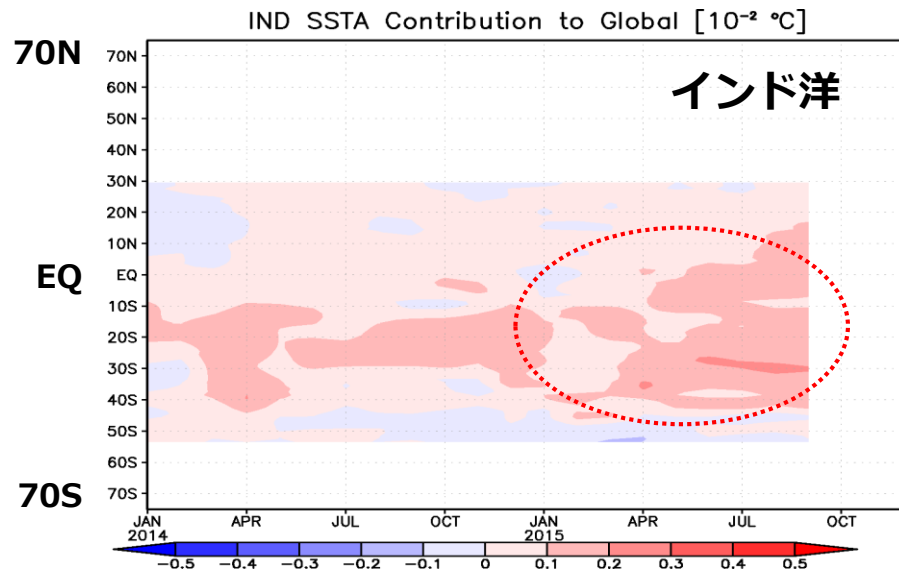 IND SSTA Contribution to Global [10⁻² °C]
70N
インド洋
70N
60N
50N
40N
30N
20N
10N
EQ
EQ
10S
20S
30S
40S
50S
60S
70S
70S
JAN APR JUL OCT JAN APR JUL OCT
2014 2015
-0.5 -0.4 -0.3 -0.2 -0.1 0 0.1 0.2 0.3 0.4 0.5